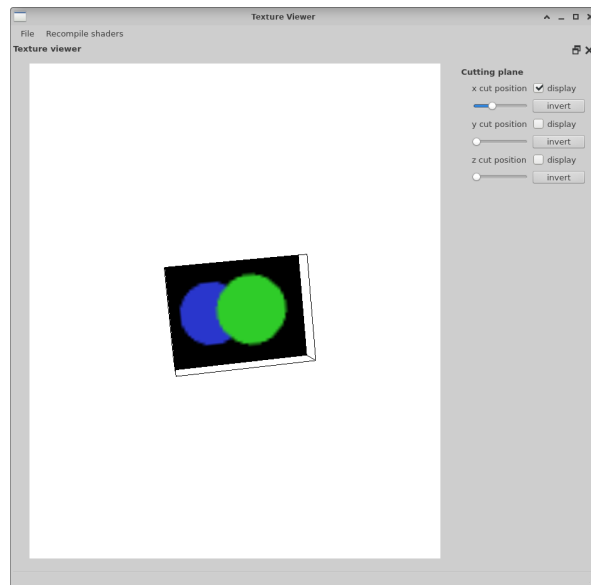 Texture Viewer
File Recompile shaders
Texture viewer
Cutting plane
x cut position display
invert
y cut position display
invert
z cut position display
invert